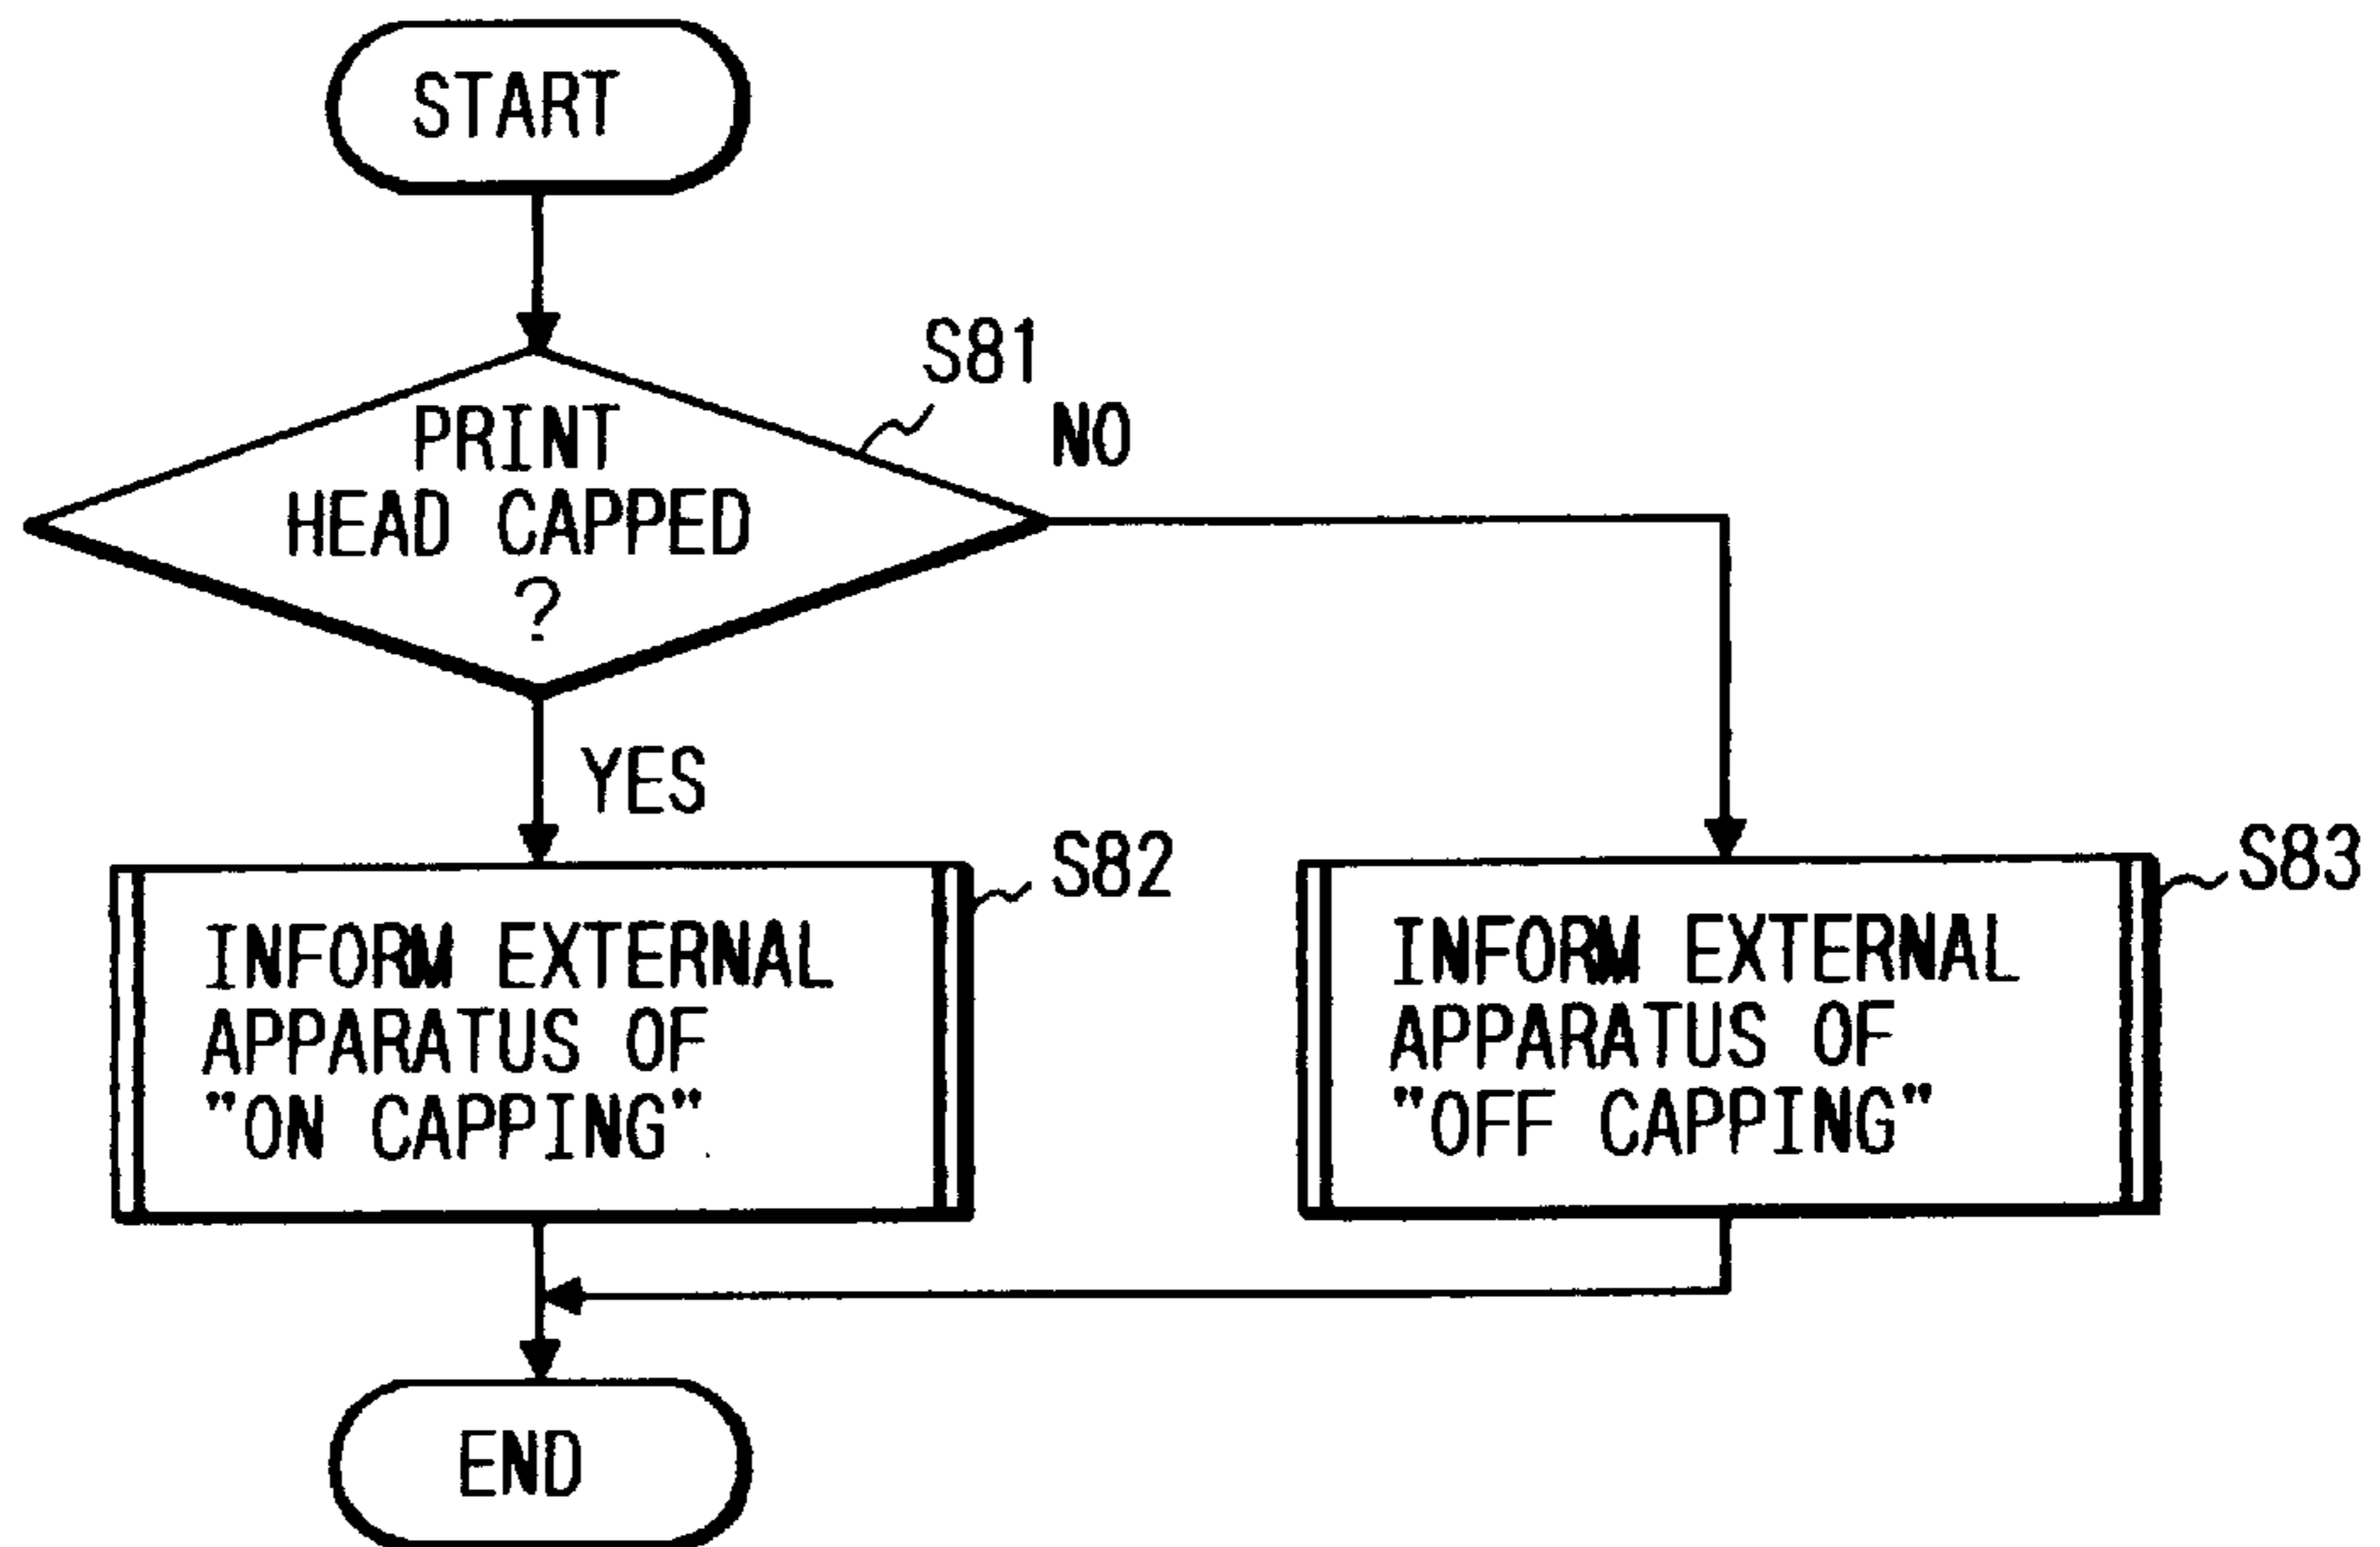 START
S81
NO
PRINT
HEAD CAPPED
?
YES
S82
S83
INFORM EXTERNAL
APPARATUS OF
"ON CAPPING"
INFORM EXTERNAL
APPARATUS OF
"OFF CAPPING"
END